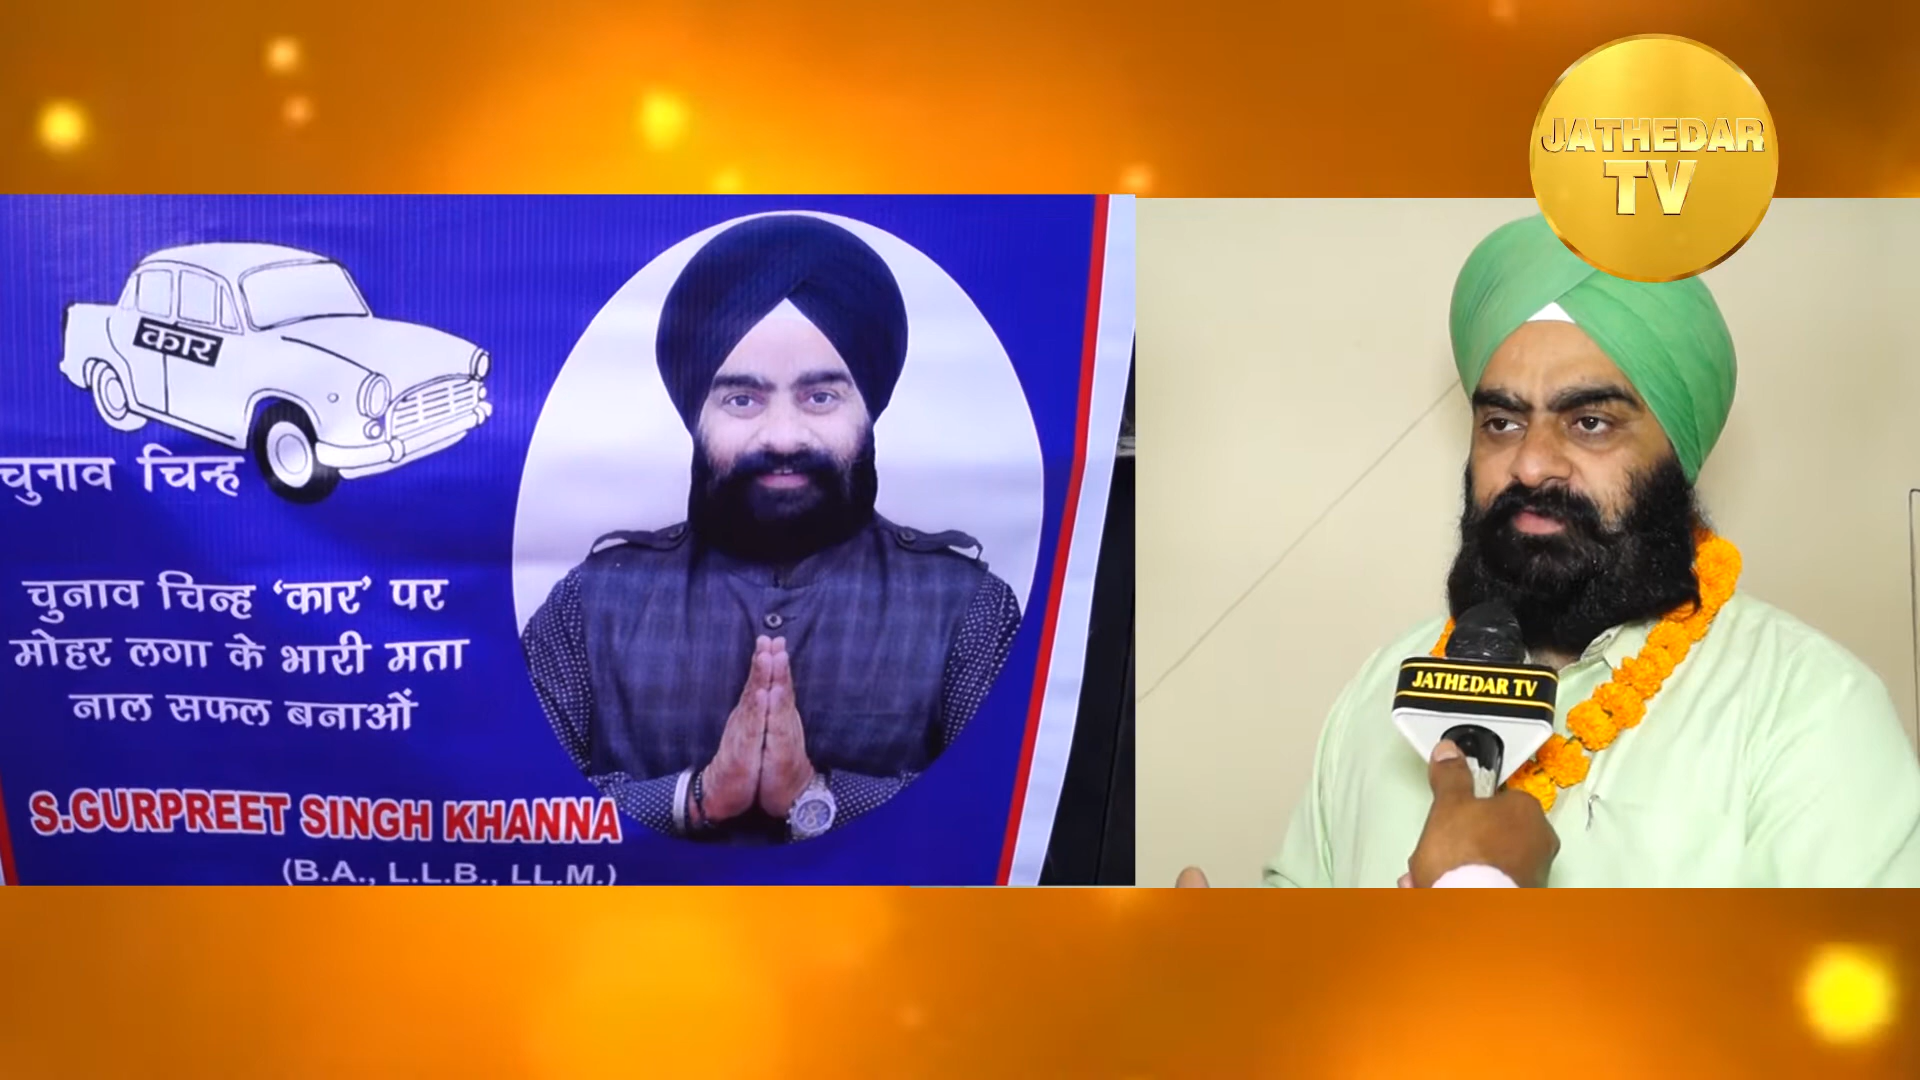 JATHEDAR
TV
कार
चुनाव चिन्ह
चुनाव चिन्ह ‘कार’ पर
मोहर लगा के भारी मता
नाल सफल बनाओं
S.GURPREET SINGH KHANNA
(B.A., L.L.B., LL.M.)
JATHEDAR TV